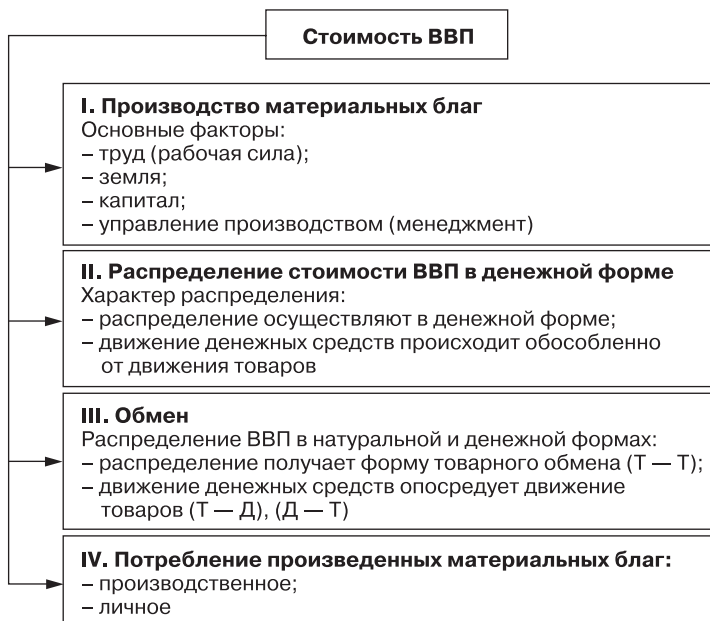 Стоимость ВВП
I. Производство материальных благ
Основные факторы:
– труд (рабочая сила);
– земля;
– капитал;
– управление производством (менеджмент)
II. Распределение стоимости ВВП в денежной форме
Характер распределения:
– распределение осуществляют в денежной форме;
– движение денежных средств происходит обособленно
от движения товаров
III. Обмен
Распределение ВВП в натуральной и денежной формах:
– распределение получает форму товарного обмена (Т — Т);
– движение денежных средств опосредует движение
товаров (Т — Д), (Д — Т)
IV. Потребление произведенных материальных благ:
– производственное;
– личное